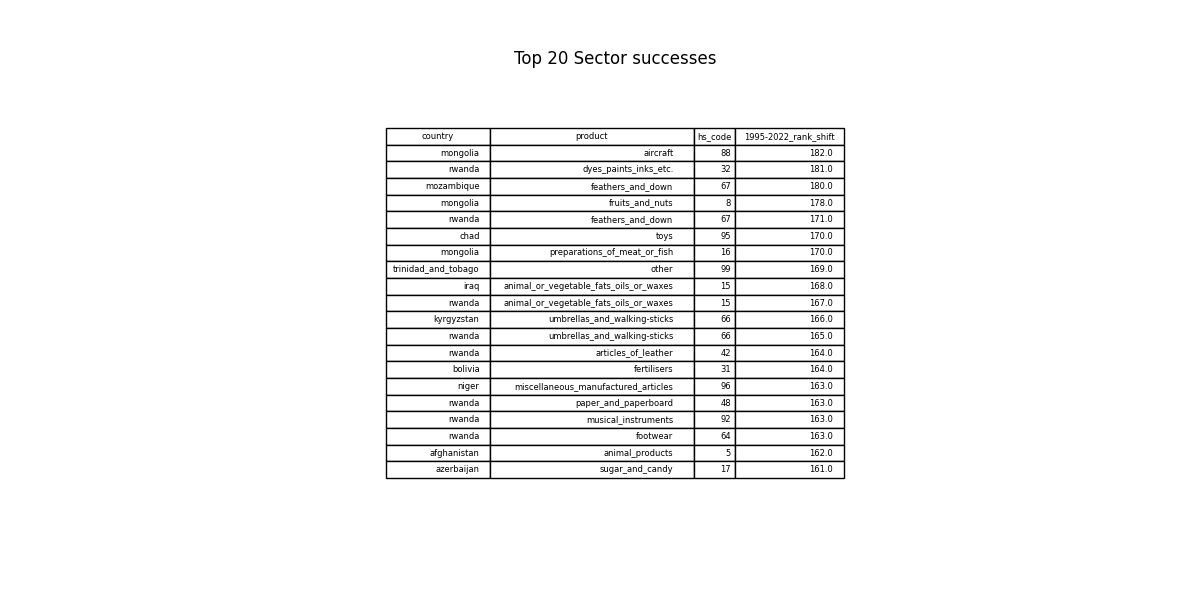 Top 20 Sector successes
country product hs_code 1995-2022_rank_shift
mongolia aircraft 88 182.0
rwanda dyes_paints_inks_etc. 32 181.0
mozambique feathers_and_down 67 180.0
mongolia fruits_and_nuts 8 178.0
rwanda feathers_and_down 67 171.0
chad toys 95 170.0
mongolia preparations_of_meat_or_fish 16 170.0
trinidad_and_tobago other 99 169.0
iraq animal_or_vegetable_fats_oils_or_waxes 15 168.0
rwanda animal_or_vegetable_fats_oils_or_waxes 15 167.0
kyrgyzstan umbrellas_and_walking-sticks 66 166.0
rwanda umbrellas_and_walking-sticks 66 165.0
rwanda articles_of_leather 42 164.0
bolivia fertilisers 31 164.0
niger miscellaneous_manufactured_articles 96 163.0
rwanda paper_and_paperboard 48 163.0
rwanda musical_instruments 92 163.0
rwanda footwear 64 163.0
afghanistan animal_products 5 162.0
azerbaijan sugar_and_candy 17 161.0